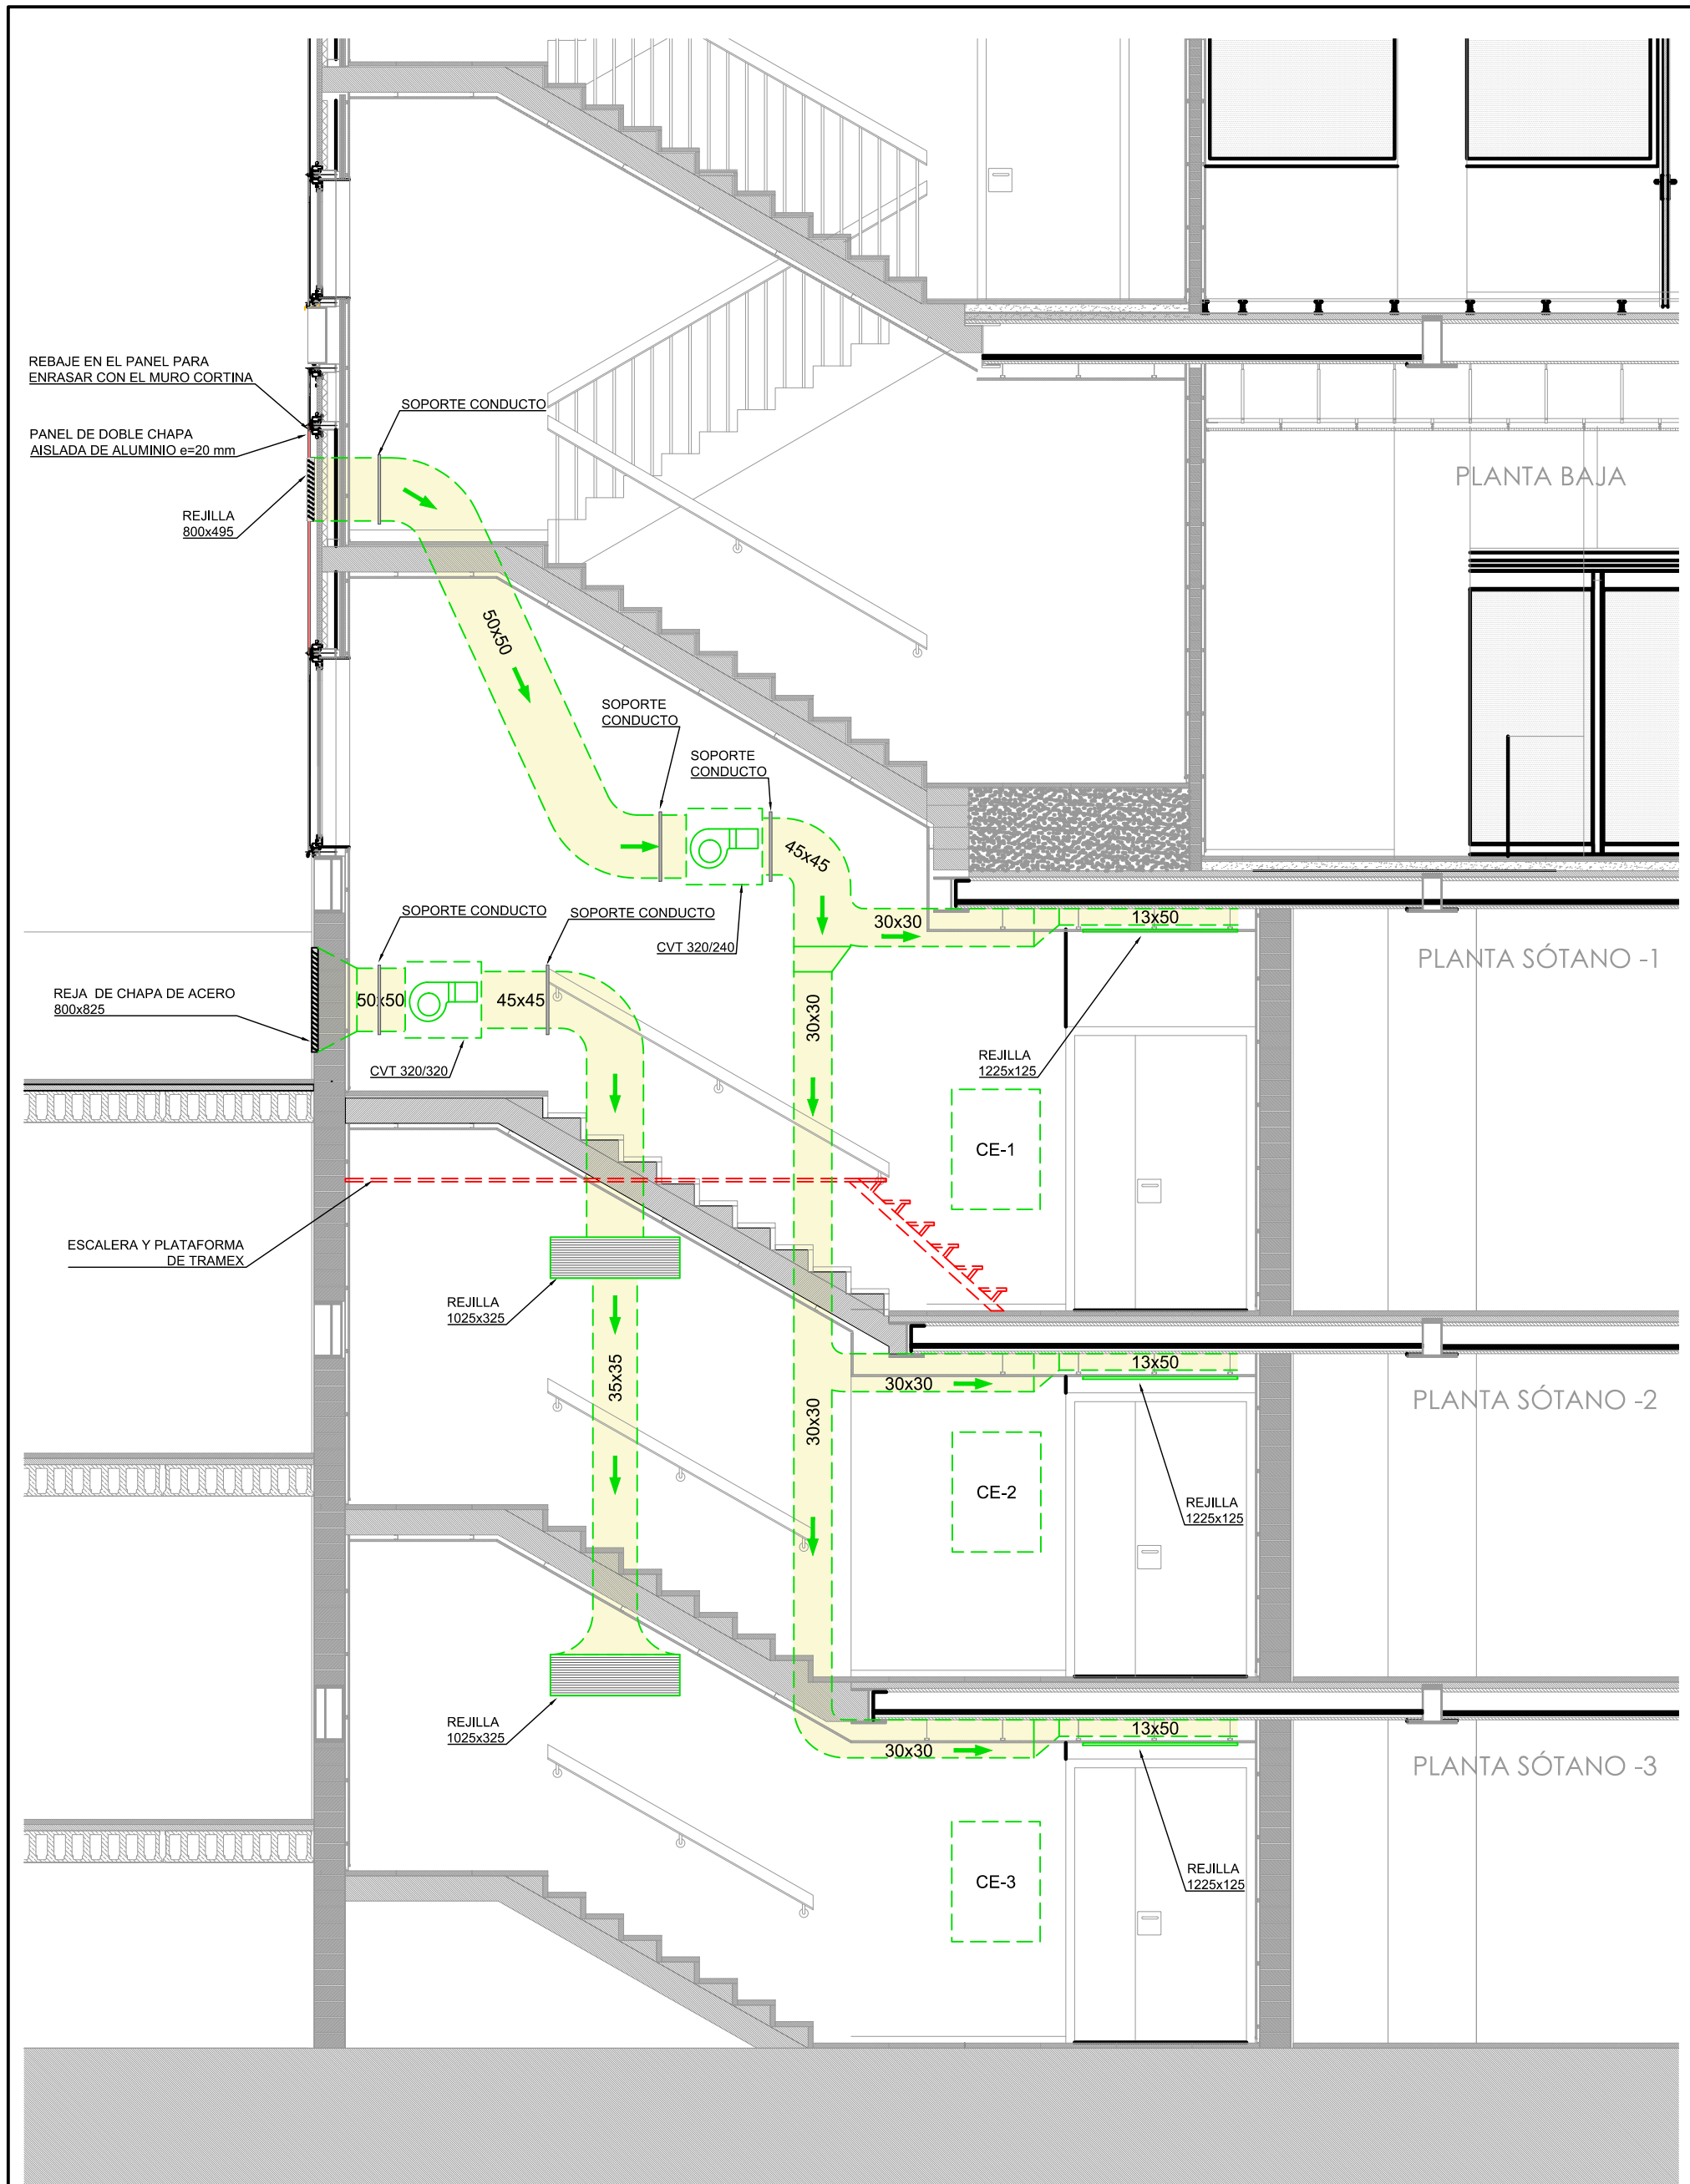 REBAJE EN EL PANEL PARA
ENRASAR CON EL MURO CORTINA
SOPORTE CONDUCTO
PANEL DE DOBLE CHAPA
AISLADA DE ALUMINIO e=20 mm
PLANTA BAJA
REJILLA
800x495
50x50
SOPORTE
CONDUCTO
SOPORTE
CONDUCTO
45x45
SOPORTE CONDUCTO
SOPORTE CONDUCTO
30x30
13x50
CVT 320/240
PLANTA SÓTANO -1
REJA DE CHAPA DE ACERO
800x825
50x50
45x45
30x30
CVT 320/320
REJILLA
1225x125
CE-1
ESCALERA Y PLATAFORMA
DE TRAMEX
REJILLA
1025x325
35x35
30x30
30x30
13x50
PLANTA SÓTANO -2
CE-2
REJILLA
1225x125
REJILLA
1025x325
30x30
13x50
PLANTA SÓTANO -3
CE-3
REJILLA
1225x125